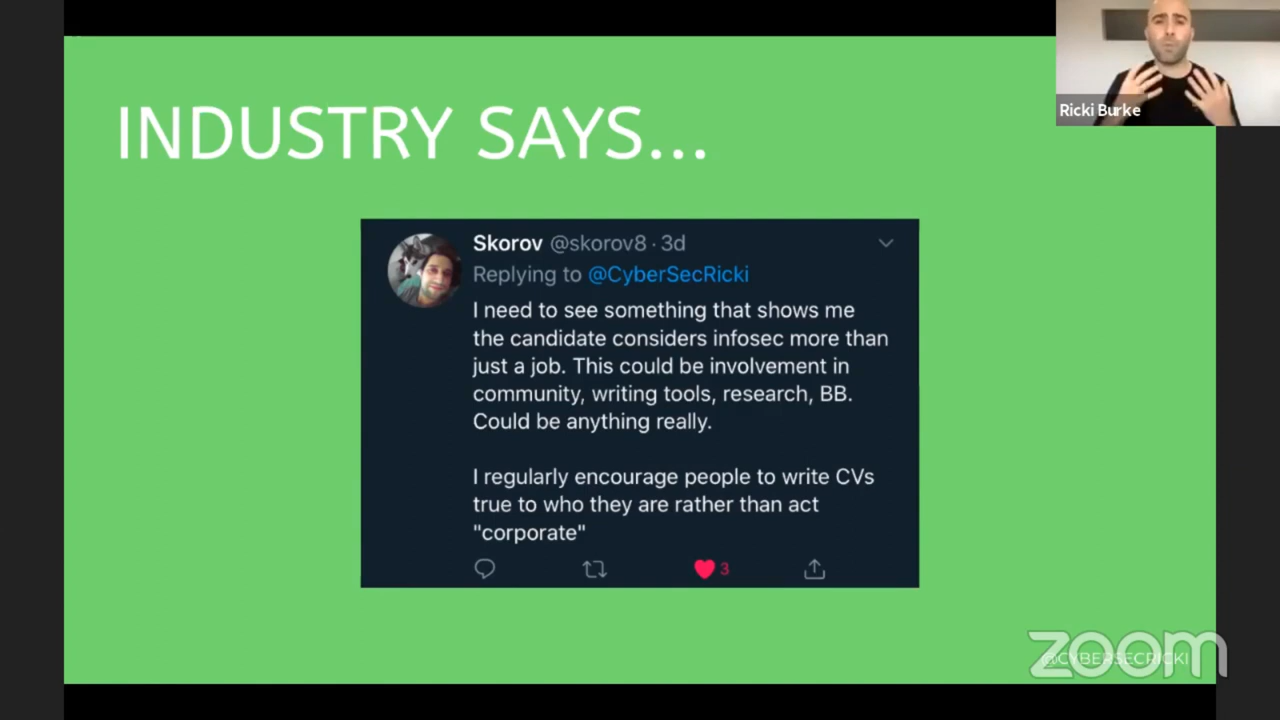 INDUSTRY SAYS...
Ricki Burke
Skorov @skorov8 · 3d
Replying to @CyberSecRicki
I need to see something that shows me
the candidate considers infosec more than
just a job. This could be involvement in
community, writing tools, research, BB.
Could be anything really.
I regularly encourage people to write CVs
true to who they are rather than act
"corporate"
3
zoom
@CYBERSECRICKI